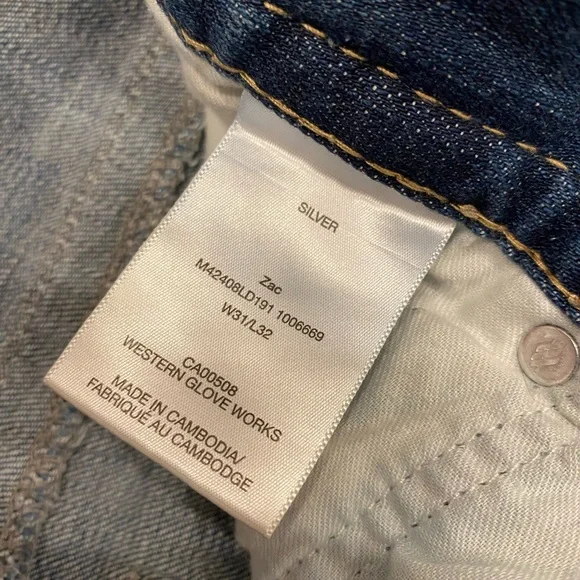 SILVER
Zac
M42408LD191 1006669
W31/L32
CA00508
WESTERN GLOVE WORKS
MADE IN CAMBODIA/
FABRIQUÉ AU CAMBODGE